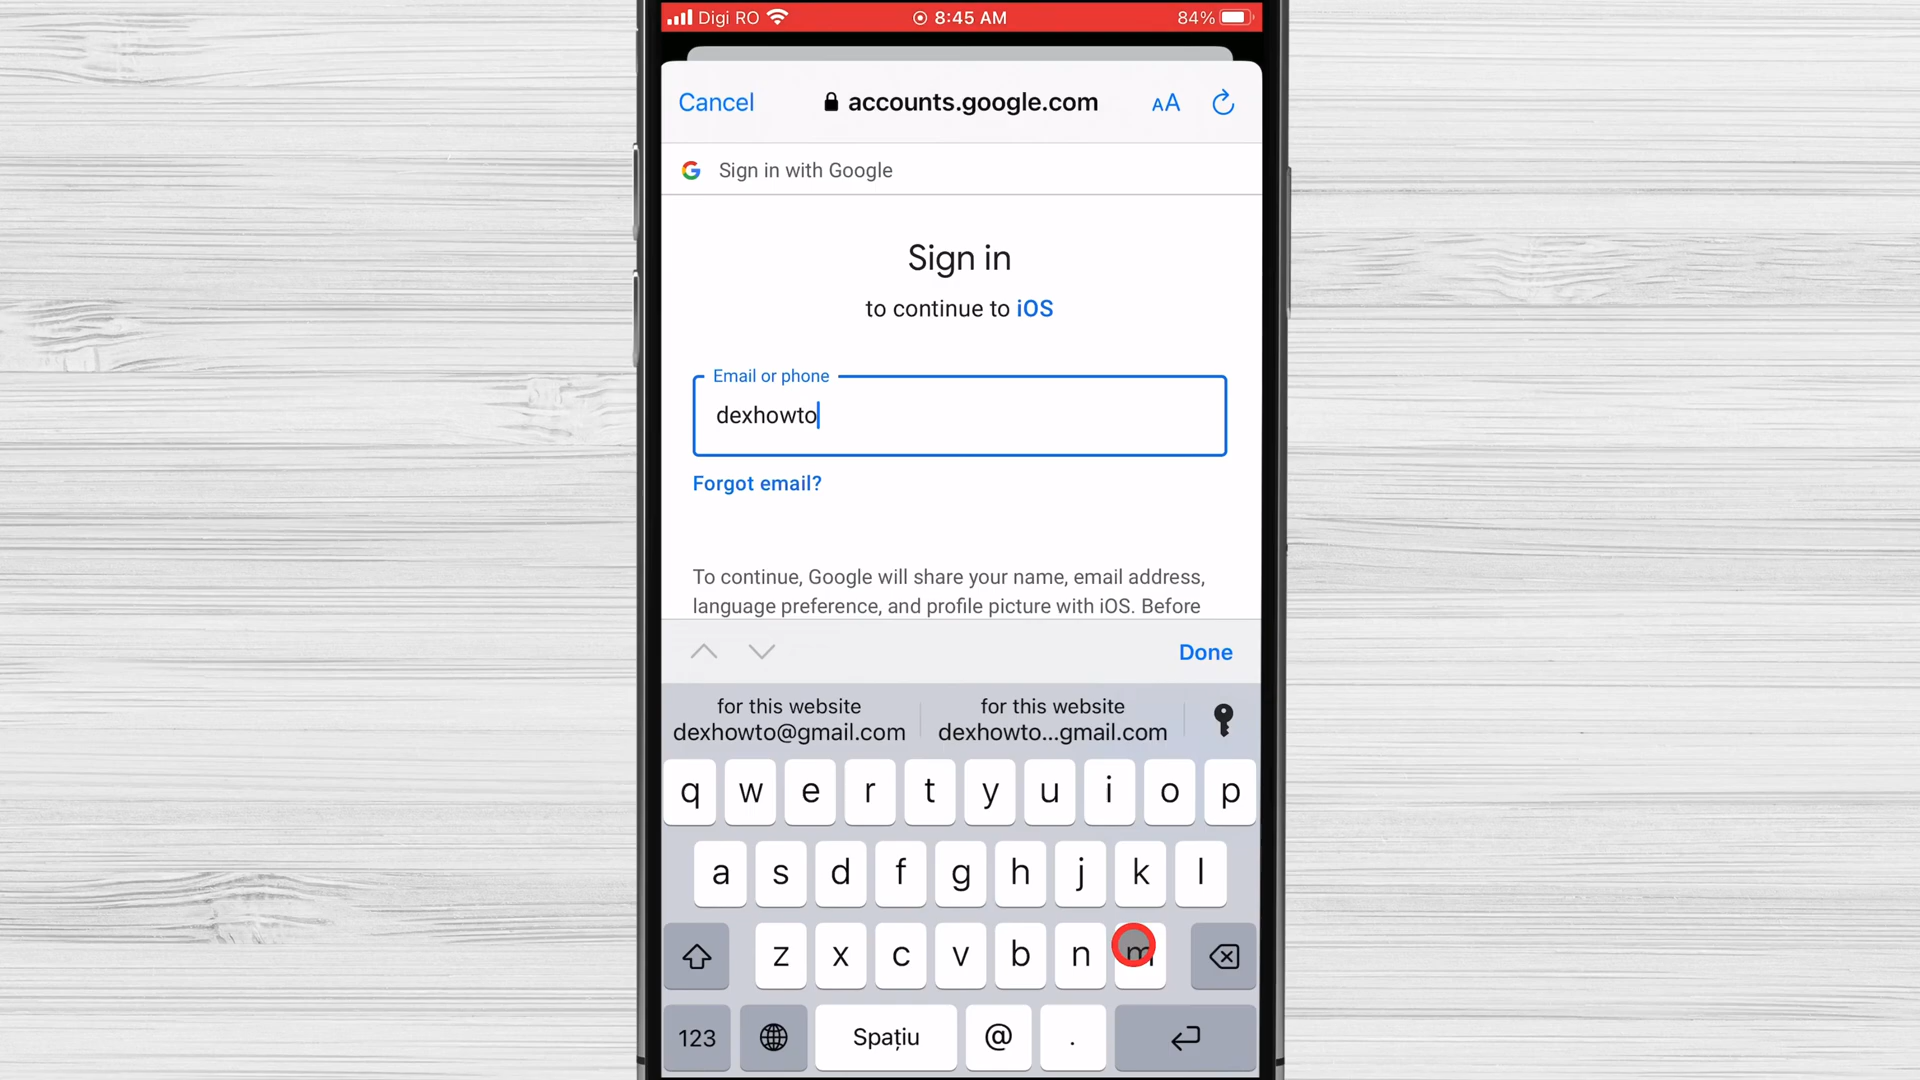 Digi RO 8:45 AM 84%
Cancel accounts.google.com AA
Sign in with Google
Sign in
to continue to iOS
Email or phone
dexhowto
Forgot email?
To continue, Google will share your name, email address,
language preference, and profile picture with iOS. Before
Done
for this website for this website
dexhowto@gmail.com dexhowto...gmail.com
q w e r t y u i o p
a s d f g h j k l
z x c v b n m
123 Spațiu @ .